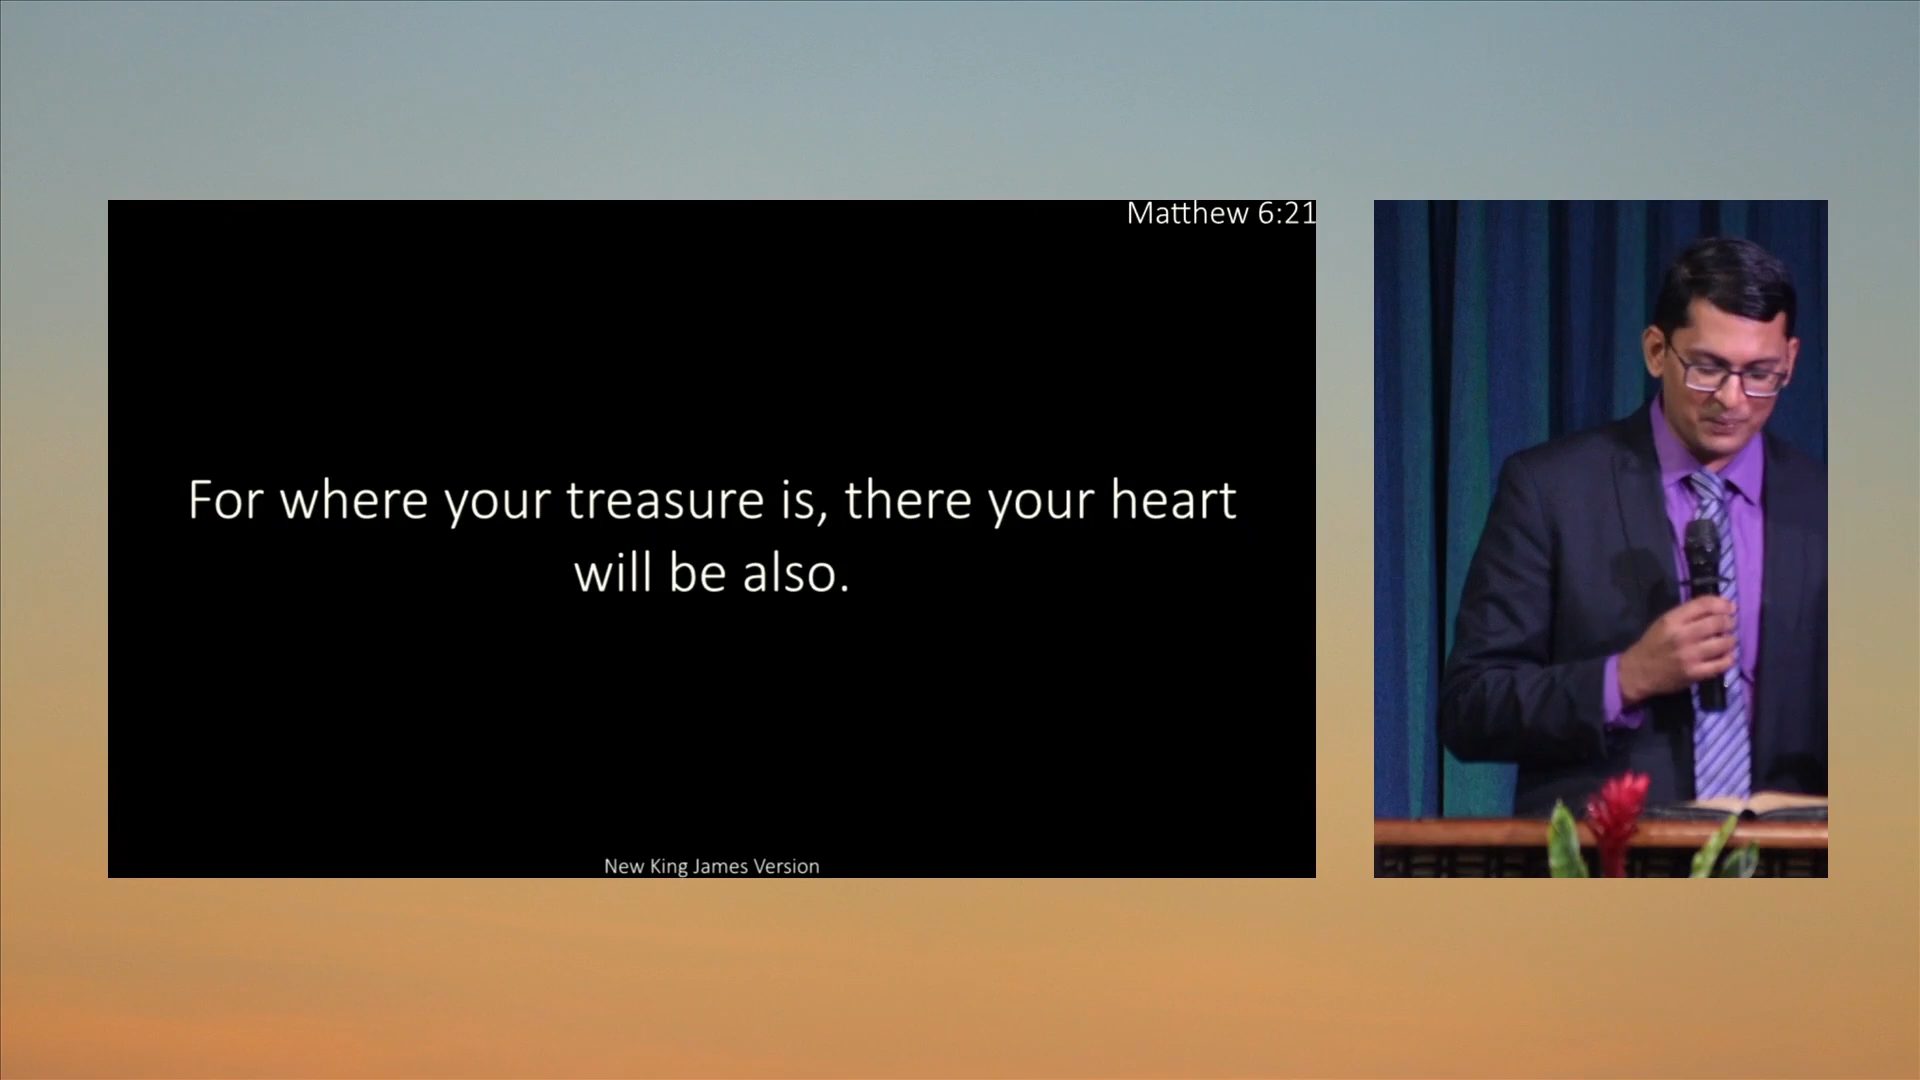 Matthew 6:21
For where your treasure is, there your heart
will be also.
New King James Version